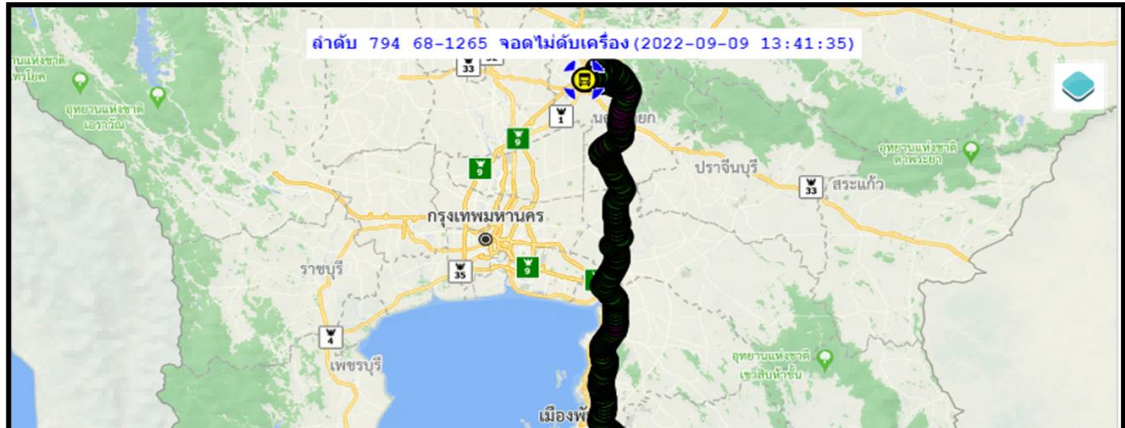 ลำดับ 794 68-1265 จอดไม่ดับเครื่อง(2022-09-09 13:41:35)
33
อุทยานแห่งชาติ
เอราวัณ
1
9
9
ปราจีนบุรี
อุทยานแห่งชาติ
ตาพระยา
33
สระแก้ว
กรุงเทพมหานคร
ราชบุรี
35
9
4
เพชรบุรี
อุทยานแห่งชาติ
เขาสิบห้าชั้น